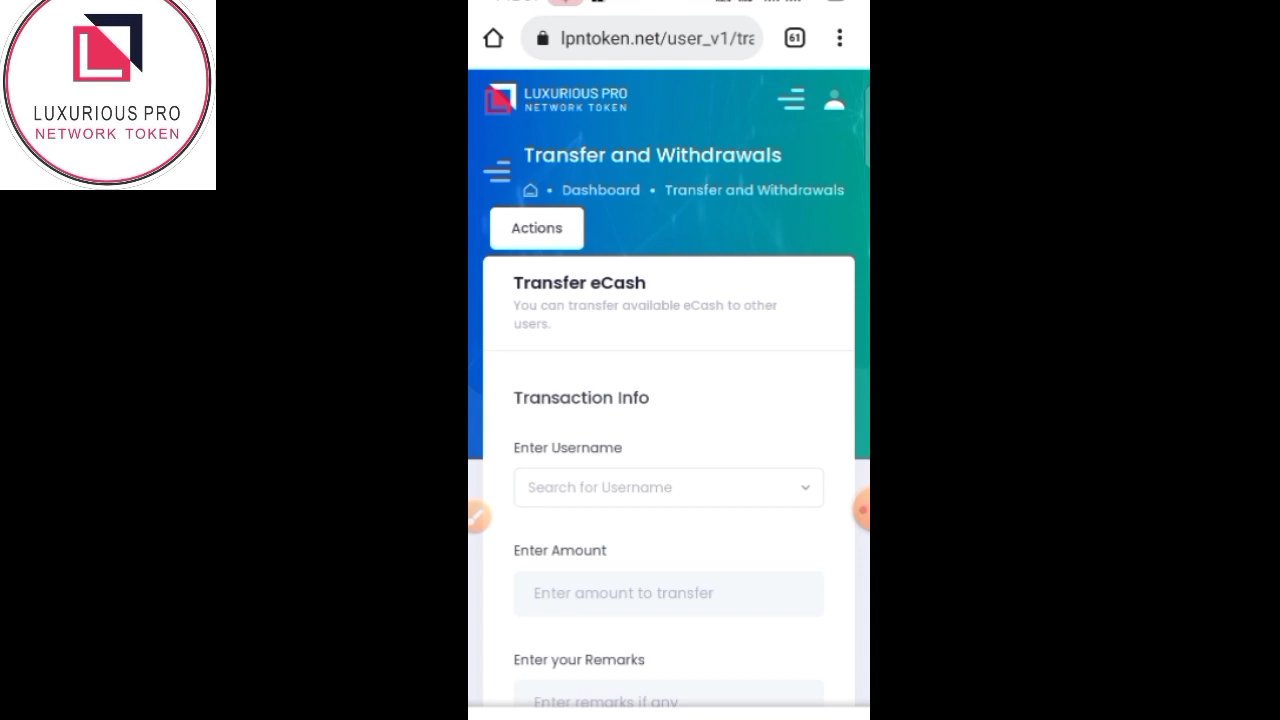 LUXURIOUS PRO
NETWORK TOKEN
lpntoken.net/user_v1/tra
61
LUXURIOUS PRO
NETWORK TOKEN
Transfer and Withdrawals
Dashboard • Transfer and Withdrawals
Actions
Transfer eCash
You can transfer available eCash to other
users.
Transaction Info
Enter Username
Search for Username
Enter Amount
Enter amount to transfer
Enter your Remarks
Enter remarks if any